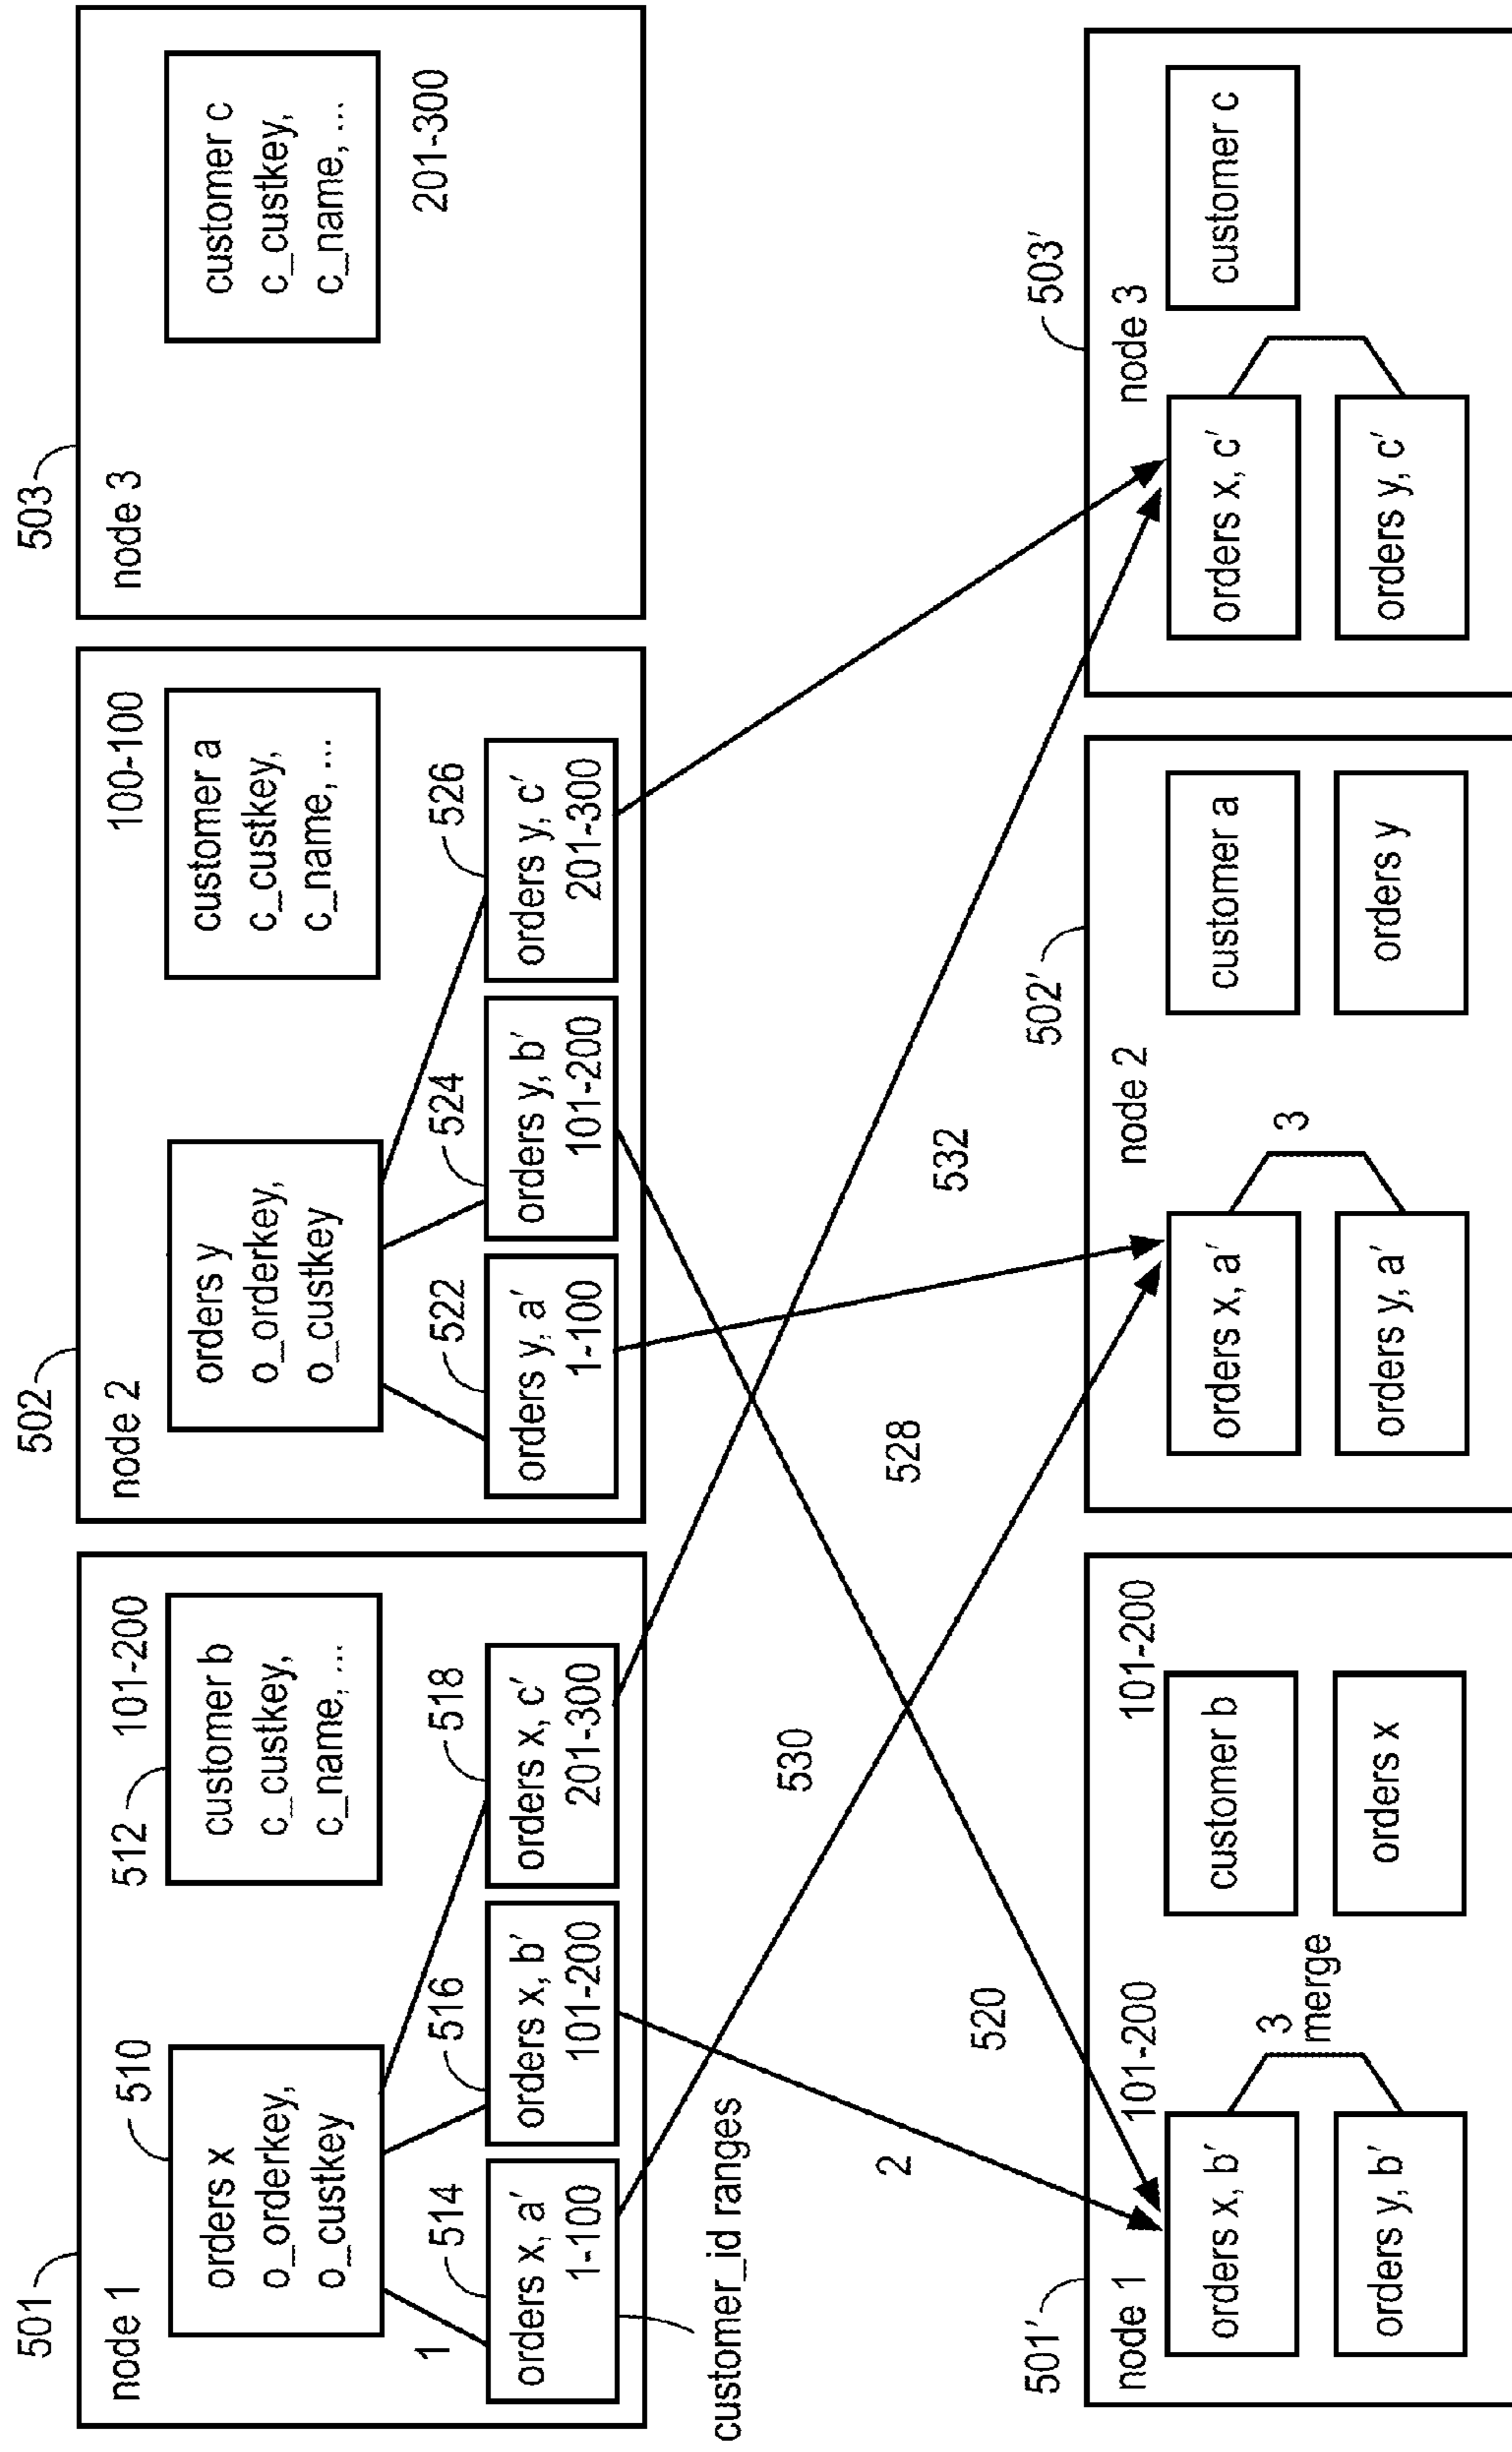 501
502
503
node 1
510
orders x
o_orderkey,
o_custkey
512
101-200
customer b
c_custkey,
c_name, ...
1
514
orders x, a′
1-100
516
orders x, b′
101-200
518
orders x, c′
201-300
customer_id ranges
node 2
orders y
o_orderkey,
o_custkey
100-100
customer a
c_custkey,
c_name, ...
522
orders y, a′
1-100
524
orders y, b′
101-200
526
orders y, c′
201-300
node 3
customer c
c_custkey,
c_name, ...
201-300
2
520
530
528
532
501′
node 1
101-200
orders x, b′
orders y, b′
3
merge
101-200
customer b
orders x
502′
node 2
orders x, a′
orders y, a′
3
customer a
orders y
503′
node 3
orders x, c′
orders y, c′
customer c